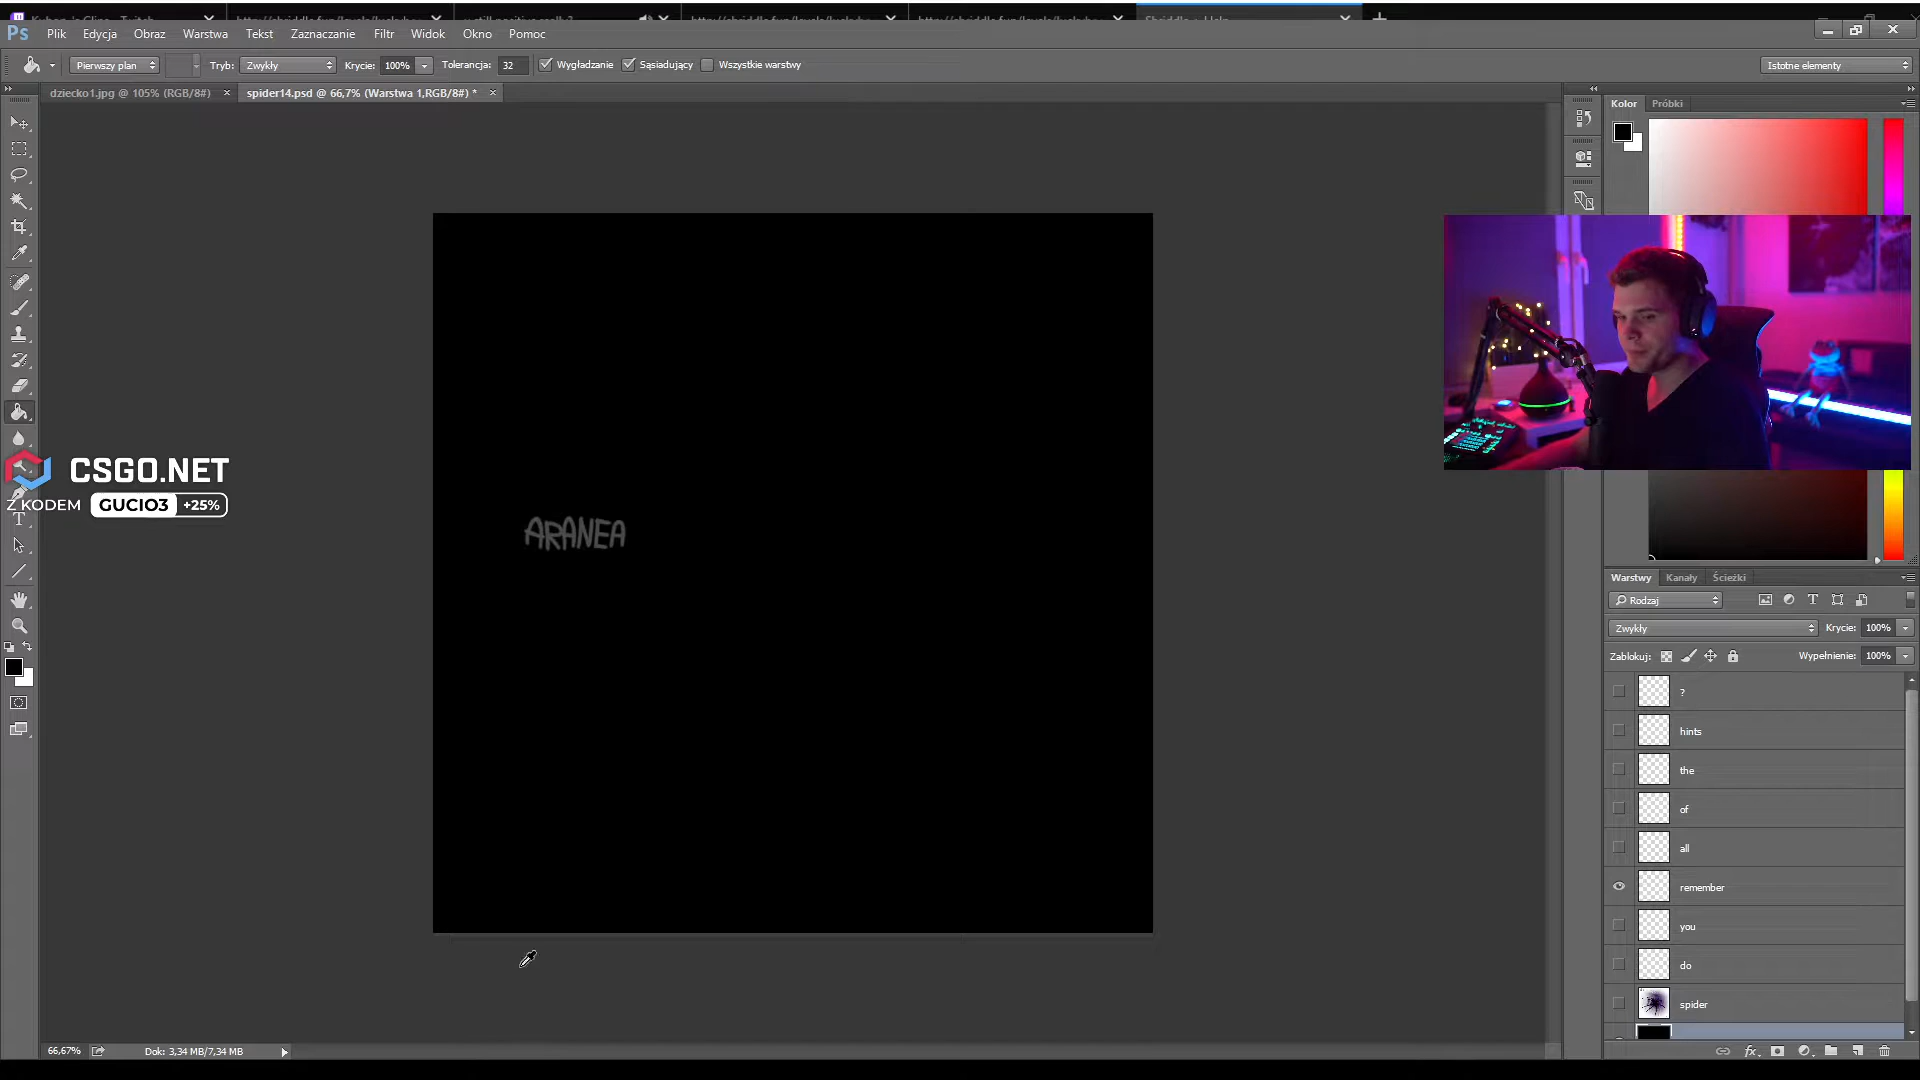 Ps Plik Edycja Obraz Warstwa Tekst Zaznaczanie Filtr Widok Okno Pomoc
Pierwszy plan Tryb: Zwykły Krycie: 100% Tolerancja: 32 Wygładzanie Sąsiadujący Wszystkie warstwy Istotne elementy
dziecko1.jpg @ 105% (RGB/8#) × spider14.psd @ 66,7% (Warstwa 1,RGB/8#) * ×
Kolor Próbki
CSGO.NET
Z KODEM GUCIO3 +25%
ARANEA
Warstwy Kanały Ścieżki
Rodzaj
Zwykły Krycie: 100%
Zablokuj: Wypełnienie: 100%
?
hints
the
of
all
remember
you
do
spider
66,67% Dok: 3,34 MB/7,34 MB